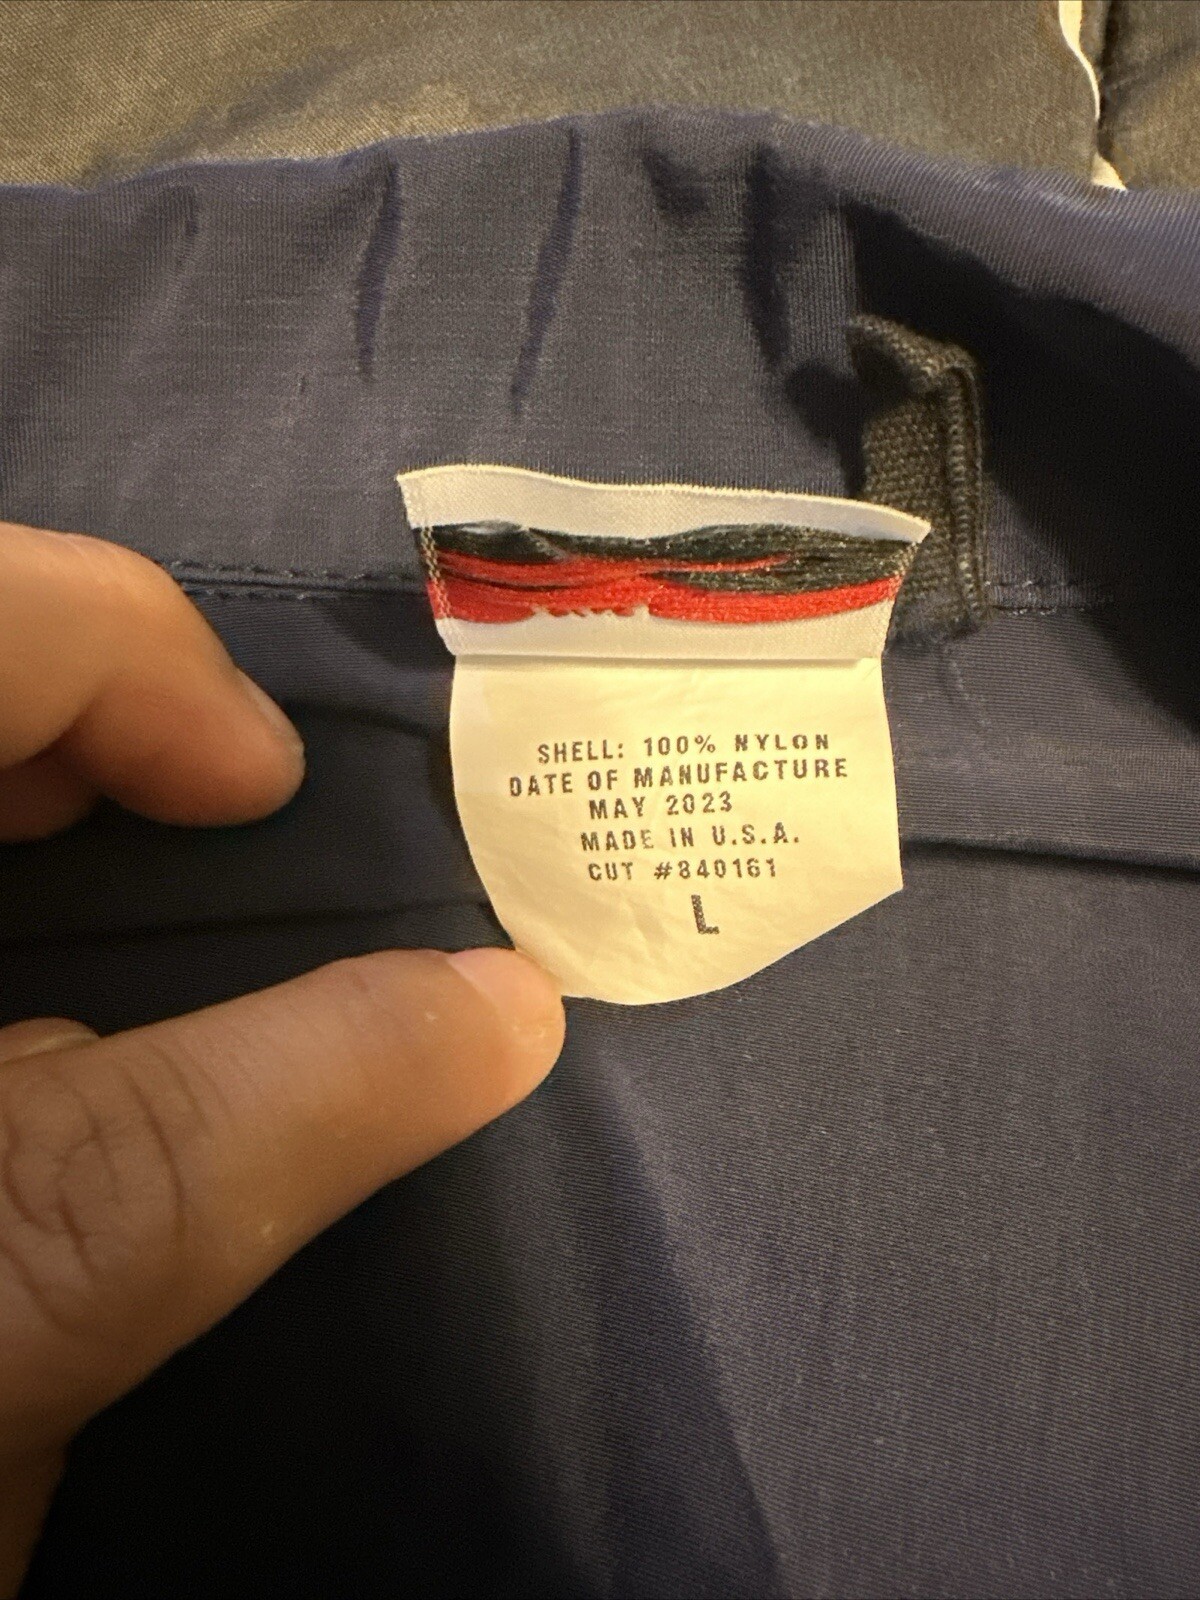 SHELL: 100% NYLON
DATE OF MANUFACTURE
MAY 2023
MADE IN U.S.A.
CUT #840161
L